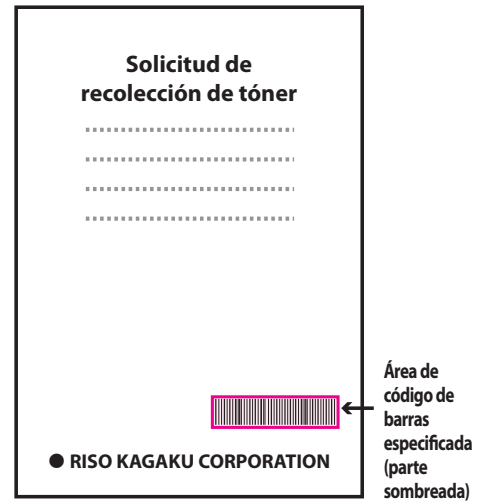 Solicitud de
recolección de tóner
Área de
código de
barras
especificada
(parte
sombreada)
● RISO KAGAKU CORPORATION